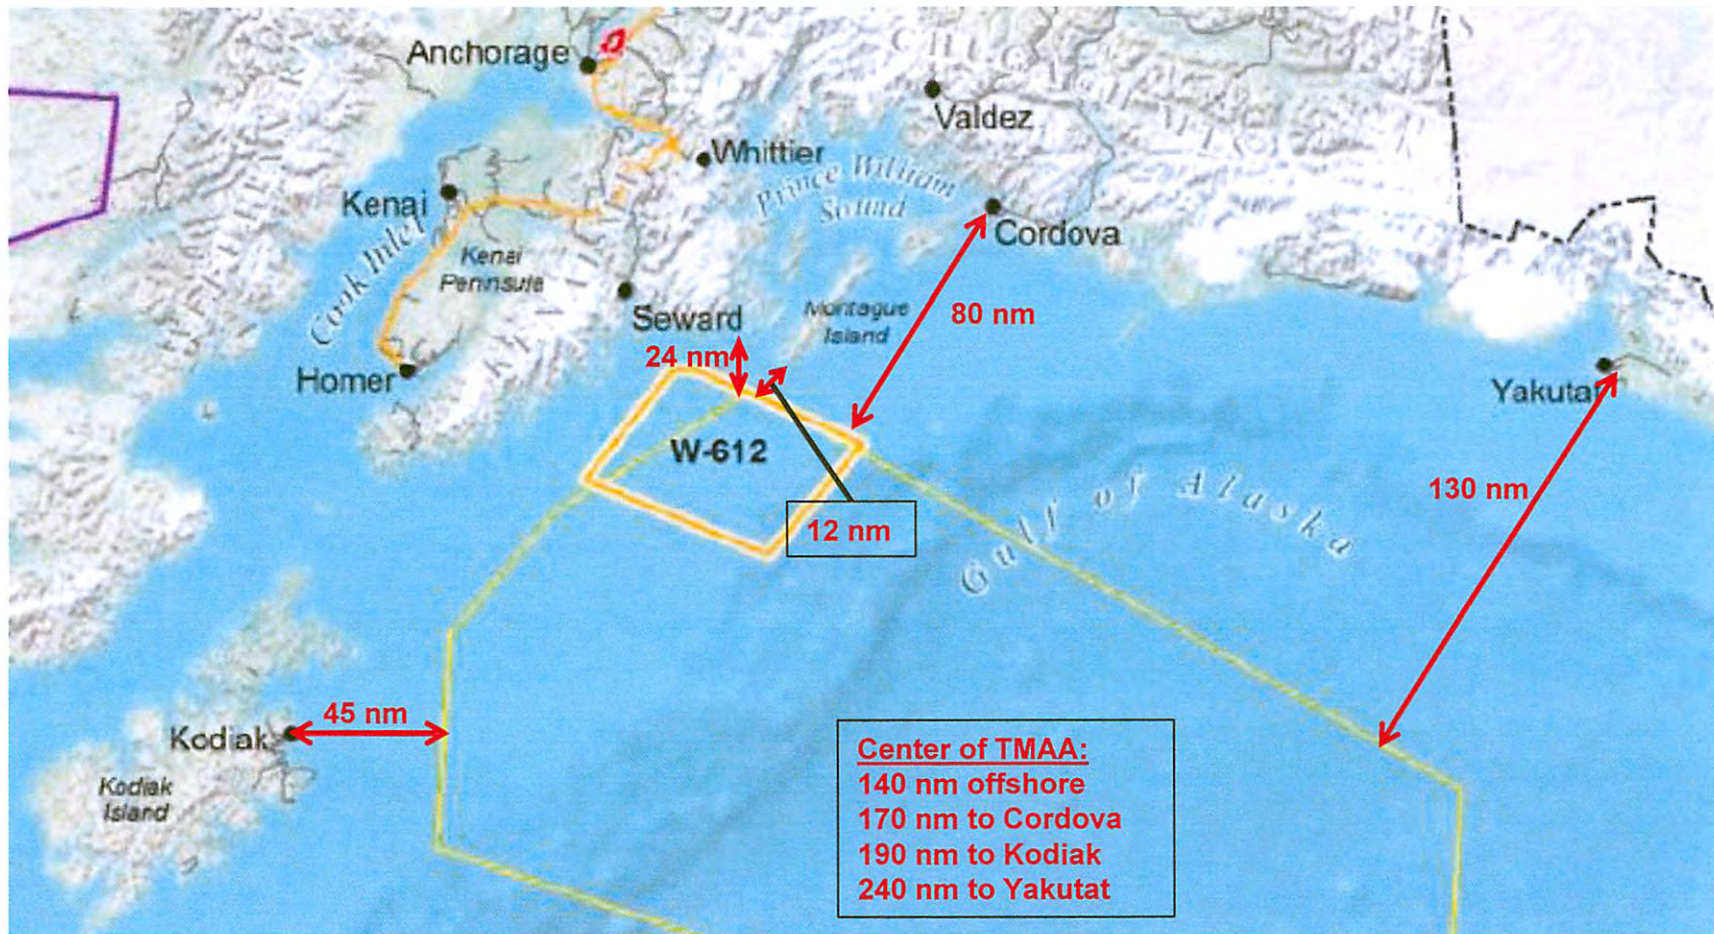 Anchorage
CHUGACH
Valdez
Whittier
Prince William
Sound
Kenai
Cook Inlet
Kenai
Peninsula
Cordova
Seward
Montague
Island
80 nm
24 nm
Homer
Yakutat
W-612
130 nm
12 nm
Gulf of Alaska
45 nm
Kodiak
Kodiak
Island
Center of TMAA:
140 nm offshore
170 nm to Cordova
190 nm to Kodiak
240 nm to Yakutat